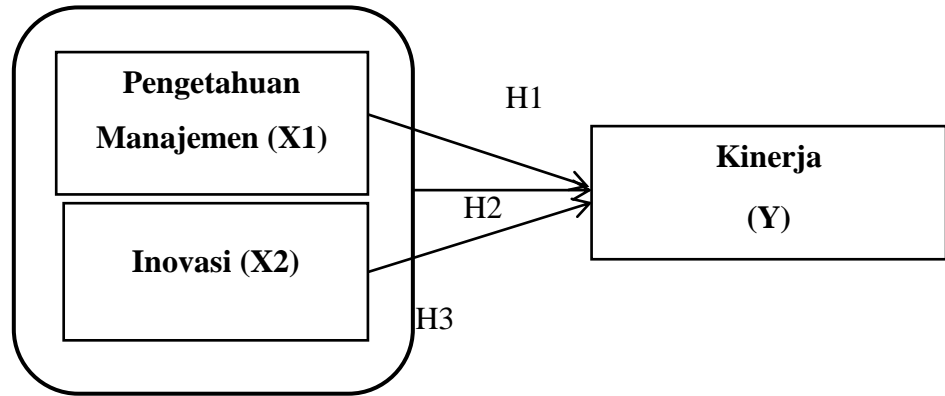 Pengetahuan
Manajemen (X1)
Inovasi (X2)
H1
H2
H3
Kinerja
(Y)